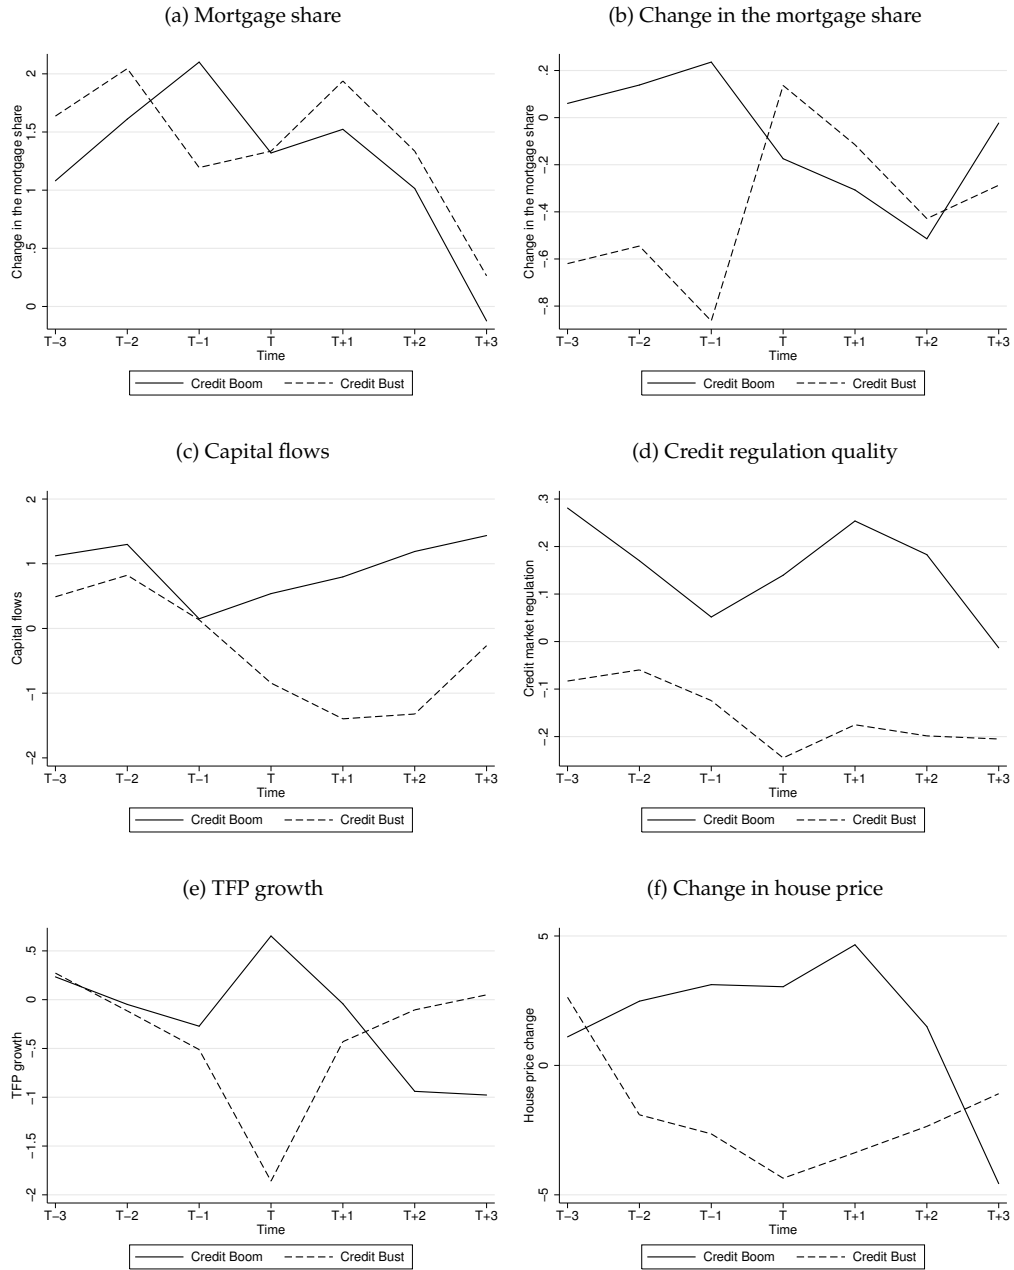 (a) Mortgage share
Change in the mortgage share
2
1.5
1
.5
0
T−3 T−2 T−1 T T+1 T+2 T+3
Time
Credit Boom Credit Bust
(b) Change in the mortgage share
Change in the mortgage share
.2
0
−.2
−.4
−.6
−.8
T−3 T−2 T−1 T T+1 T+2 T+3
Time
Credit Boom Credit Bust
(c) Capital flows
Capital flows
2
1
0
−1
−2
T−3 T−2 T−1 T T+1 T+2 T+3
Time
Credit Boom Credit Bust
(d) Credit regulation quality
Credit market regulation
.3
.2
.1
0
−.1
−.2
T−3 T−2 T−1 T T+1 T+2 T+3
Time
Credit Boom Credit Bust
(e) TFP growth
TFP growth
.5
0
−.5
−1
−1.5
−2
T−3 T−2 T−1 T T+1 T+2 T+3
Time
Credit Boom Credit Bust
(f) Change in house price
House price change
5
0
−5
T−3 T−2 T−1 T T+1 T+2 T+3
Time
Credit Boom Credit Bust